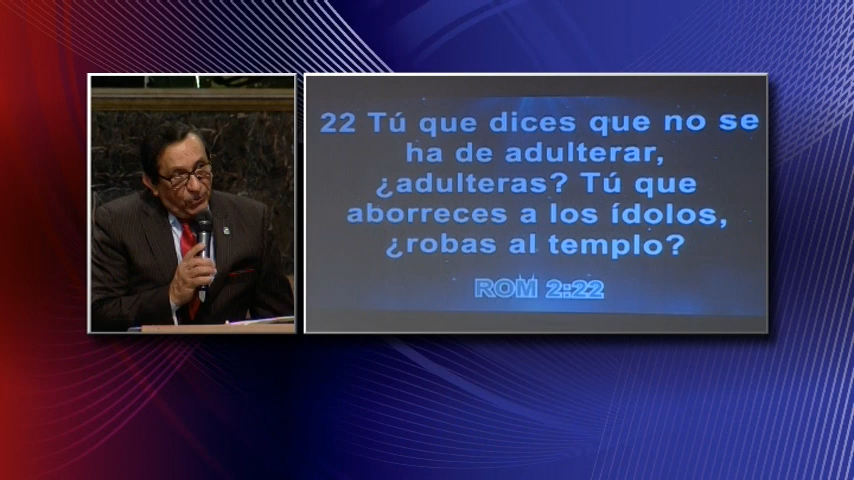 22 Tú que dices que no se
ha de adulterar,
¿adulteras? Tú que
aborreces a los ídolos,
¿robas al templo?
ROM 2:22